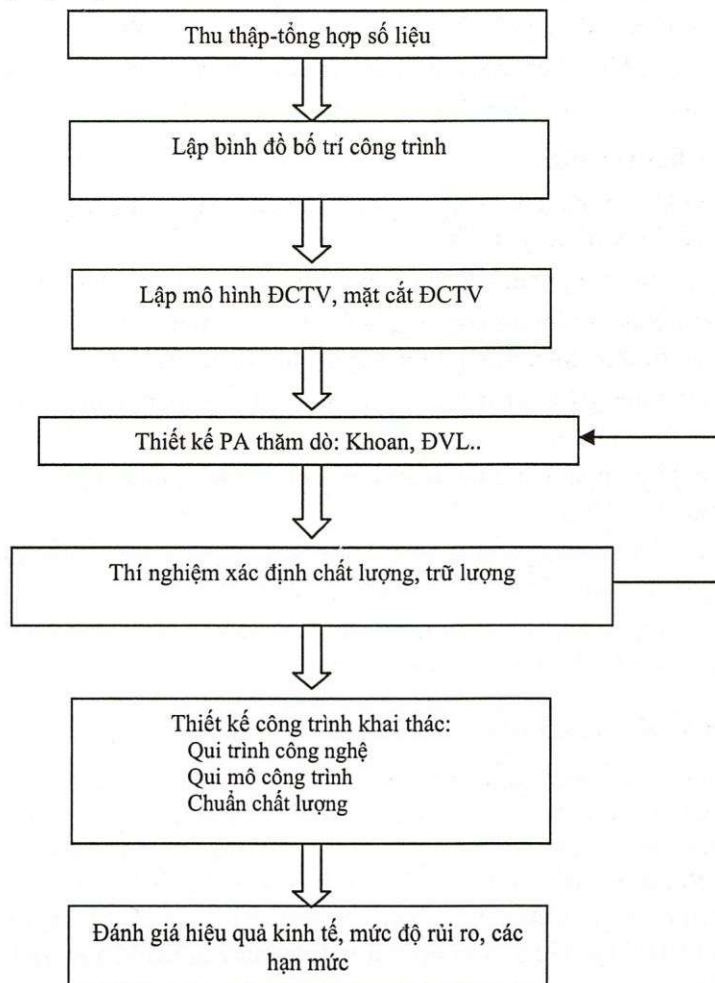 Thu thập-tổng hợp số liệu
Lập bình đồ bố trí công trình
Lập mô hình ĐCTV, mặt cắt ĐCTV
Thiết kế PA thăm dò: Khoan, ĐVL..
Thí nghiệm xác định chất lượng, trữ lượng
Thiết kế công trình khai thác:
Qui trình công nghệ
Qui mô công trình
Chuẩn chất lượng
Đánh giá hiệu quả kinh tế, mức độ rủi ro, các
hạn mức